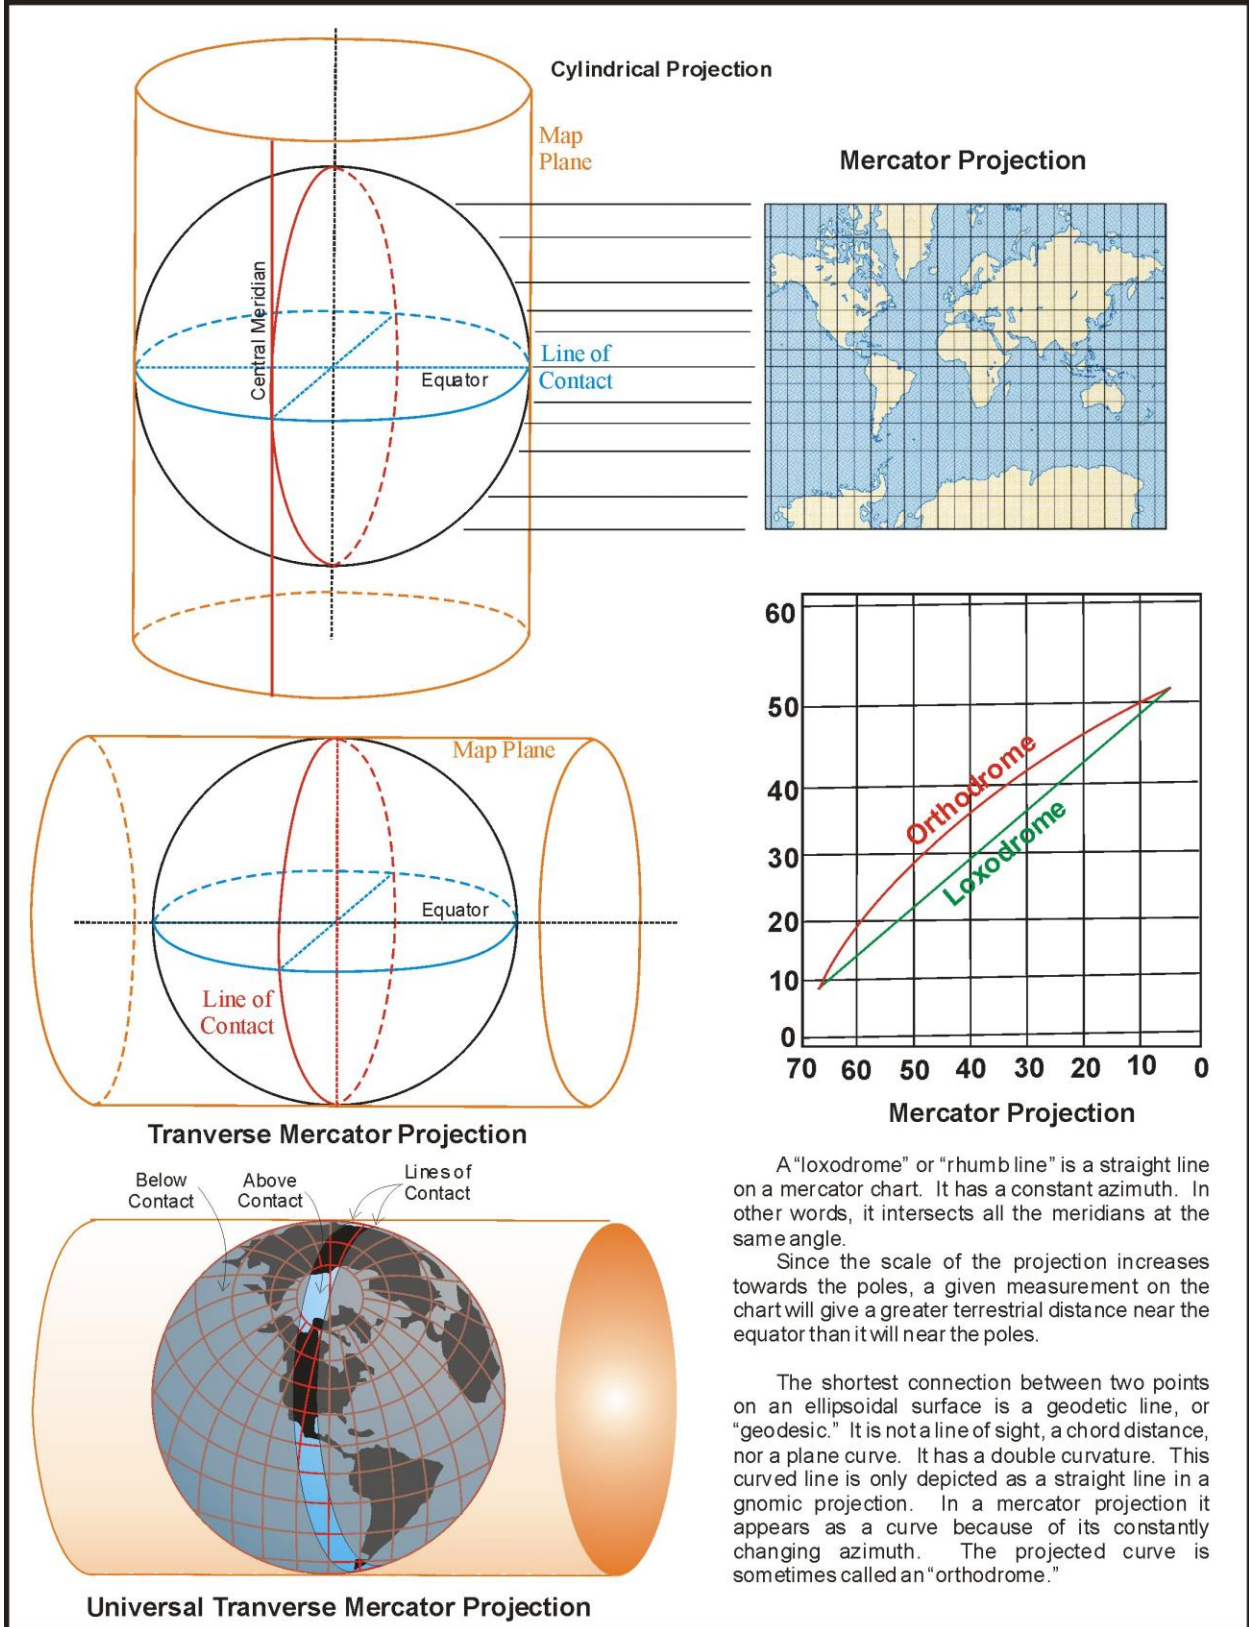 Cylindrical Projection
Map
Plane
Central Meridian
Line of
Contact
Equator
Mercator Projection
60
50
40
30
20
10
0
70 60 50 40 30 20 10 0
Orthodrome
Loxodrome
Mercator Projection
Map Plane
Equator
Line of
Contact
Tranverse Mercator Projection
Below
Contact
Above
Contact
Lines of
Contact
Universal Tranverse Mercator Projection
A “loxodrome” or “rhumb line” is a straight line
on a mercator chart. It has a constant azimuth. In
other words, it intersects all the meridians at the
same angle.
Since the scale of the projection increases
towards the poles, a given measurement on the
chart will give a greater terrestrial distance near the
equator than it will near the poles.
The shortest connection between two points
on an ellipsoidal surface is a geodetic line, or
“geodesic.” It is not a line of sight, a chord distance,
nor a plane curve. It has a double curvature. This
curved line is only depicted as a straight line in a
gnomic projection. In a mercator projection it
appears as a curve because of its constantly
changing azimuth. The projected curve is
sometimes called an “orthodrome.”